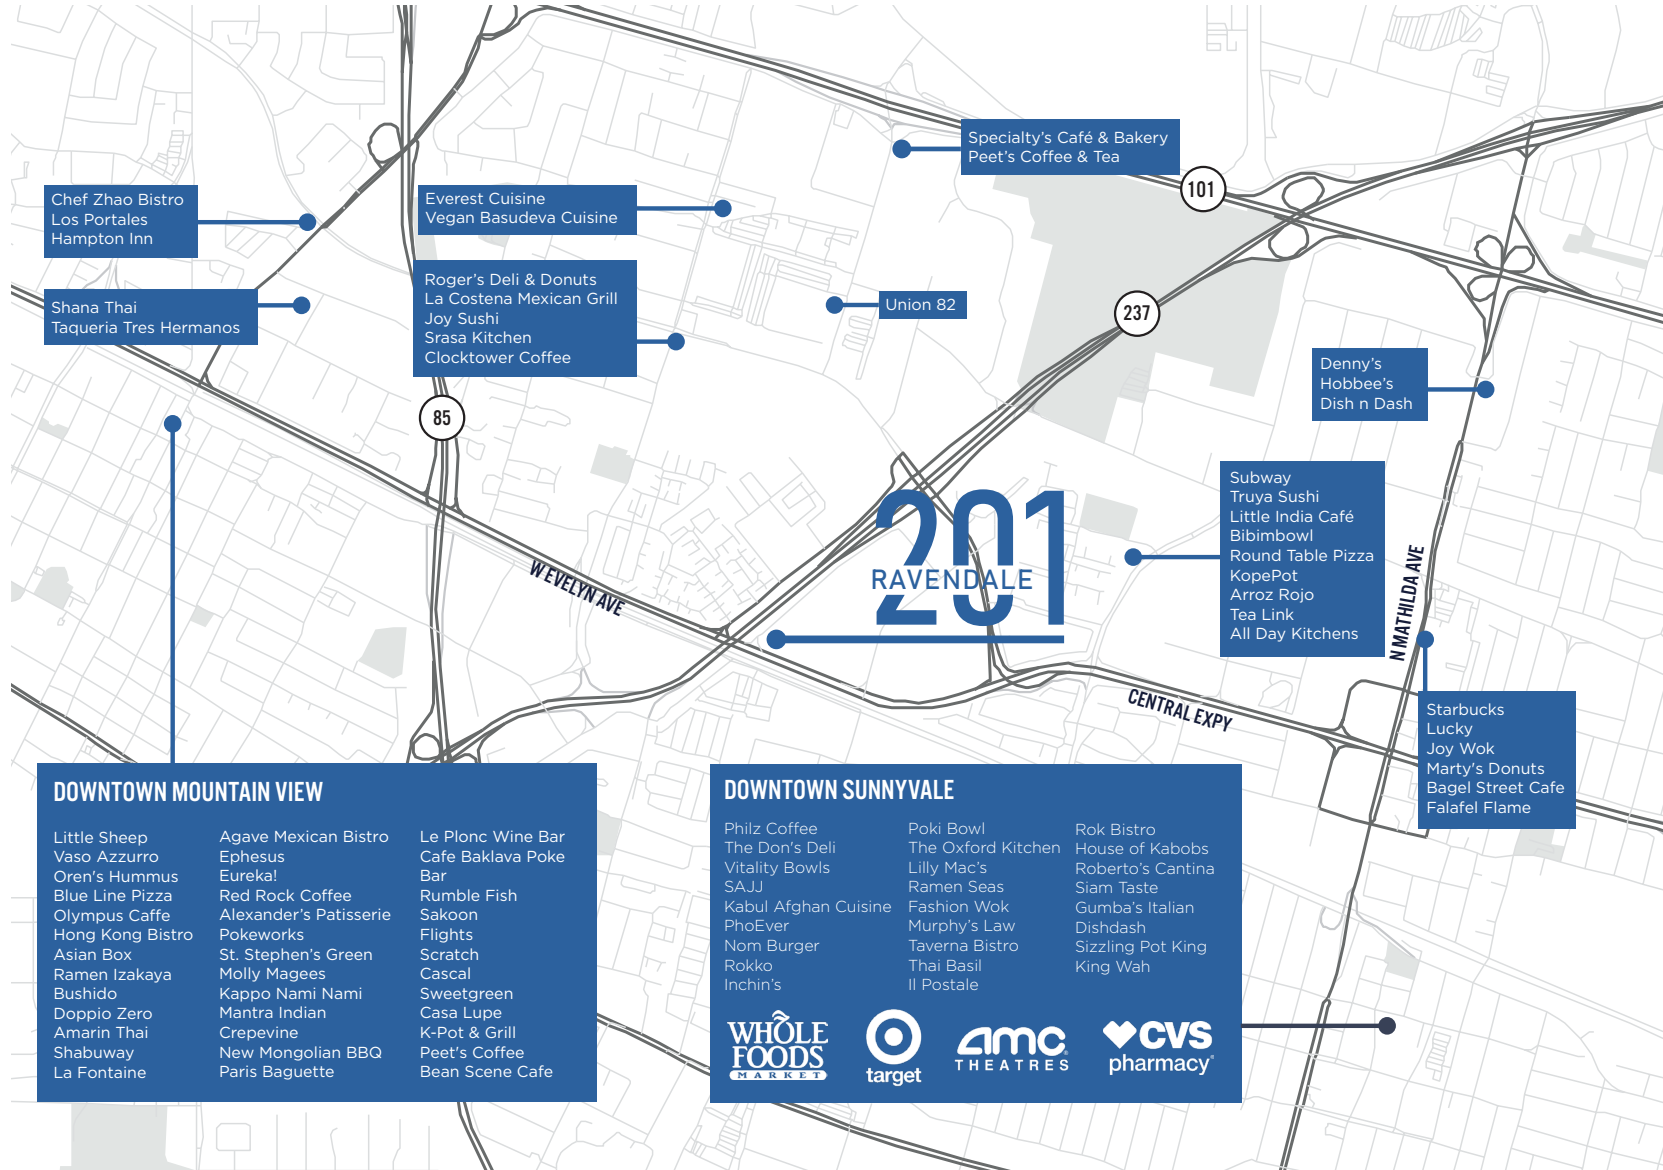 Specialty's Café & Bakery
Peet's Coffee & Tea
101
Chef Zhao Bistro
Los Portales
Hampton Inn
Everest Cuisine
Vegan Basudeva Cuisine
Shana Thai
Taqueria Tres Hermanos
Roger's Deli & Donuts
La Costena Mexican Grill
Joy Sushi
Srasa Kitchen
Clocktower Coffee
Union 82
237
Denny's
Hobbee's
Dish n Dash
85
Subway
Truya Sushi
Little India Café
Bibimbowl
Round Table Pizza
KopePot
Arroz Rojo
Tea Link
All Day Kitchens
201
RAVENDALE
W EVELYN AVE
N MATHILDA AVE
CENTRAL EXPY
Starbucks
Lucky
Joy Wok
Marty's Donuts
Bagel Street Cafe
Falafel Flame
DOWNTOWN MOUNTAIN VIEW
Little Sheep
Vaso Azzurro
Oren's Hummus
Blue Line Pizza
Olympus Caffe
Hong Kong Bistro
Asian Box
Ramen Izakaya
Bushido
Doppio Zero
Amarin Thai
Shabuway
La Fontaine
Agave Mexican Bistro
Ephesus
Eureka!
Red Rock Coffee
Alexander's Patisserie
Pokeworks
St. Stephen's Green
Molly Magees
Kappo Nami Nami
Mantra Indian
Crepevine
New Mongolian BBQ
Paris Baguette
Le Plonc Wine Bar
Cafe Baklava Poke
Bar
Rumble Fish
Sakoon
Flights
Scratch
Cascal
Sweetgreen
Casa Lupe
K-Pot & Grill
Peet's Coffee
Bean Scene Cafe
DOWNTOWN SUNNYVALE
Philz Coffee
The Don's Deli
Vitality Bowls
SAJJ
Kabul Afghan Cuisine
PhoEver
Nom Burger
Rokko
Inchin's
Poki Bowl
The Oxford Kitchen
Lilly Mac's
Ramen Seas
Fashion Wok
Murphy's Law
Taverna Bistro
Thai Basil
Il Postale
Rok Bistro
House of Kabobs
Roberto's Cantina
Siam Taste
Gumba's Italian
Dishdash
Sizzling Pot King
King Wah
WHOLE
FOODS
MARKET
target
amc
THEATRES
CVS
pharmacy